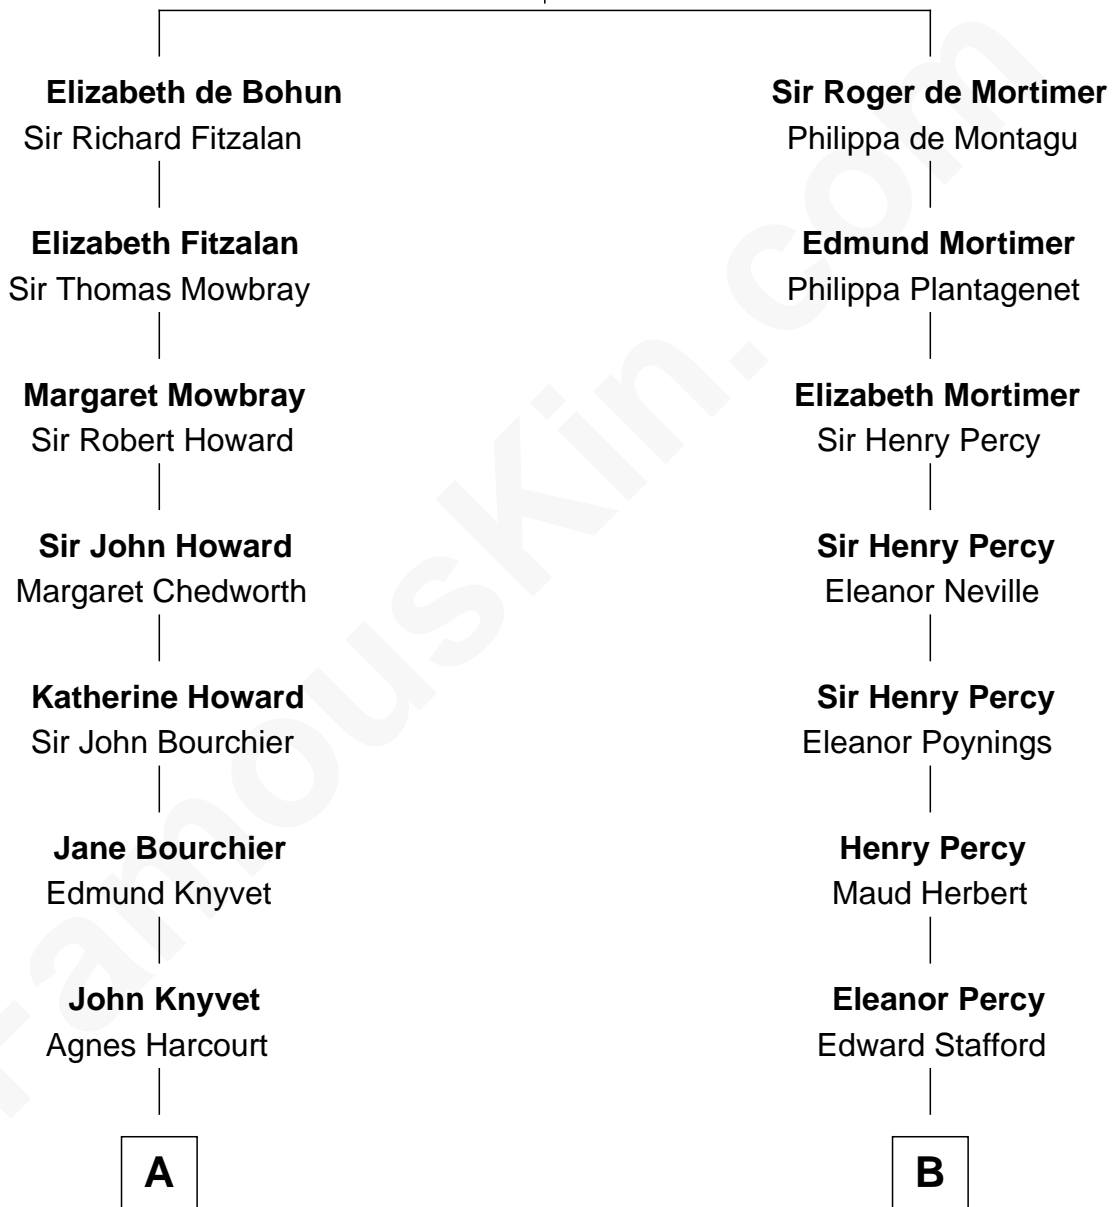 Elizabeth de Bohun
Sir Richard Fitzalan
Elizabeth Fitzalan
Sir Thomas Mowbray
Margaret Mowbray
Sir Robert Howard
Sir John Howard
Margaret Chedworth
Katherine Howard
Sir John Bourchier
Jane Bourchier
Edmund Knyvet
John Knyvet
Agnes Harcourt
A
Sir Roger de Mortimer
Philippa de Montagu
Edmund Mortimer
Philippa Plantagenet
Elizabeth Mortimer
Sir Henry Percy
Sir Henry Percy
Eleanor Neville
Sir Henry Percy
Eleanor Poynings
Henry Percy
Maud Herbert
Eleanor Percy
Edward Stafford
B
FamousKin.com